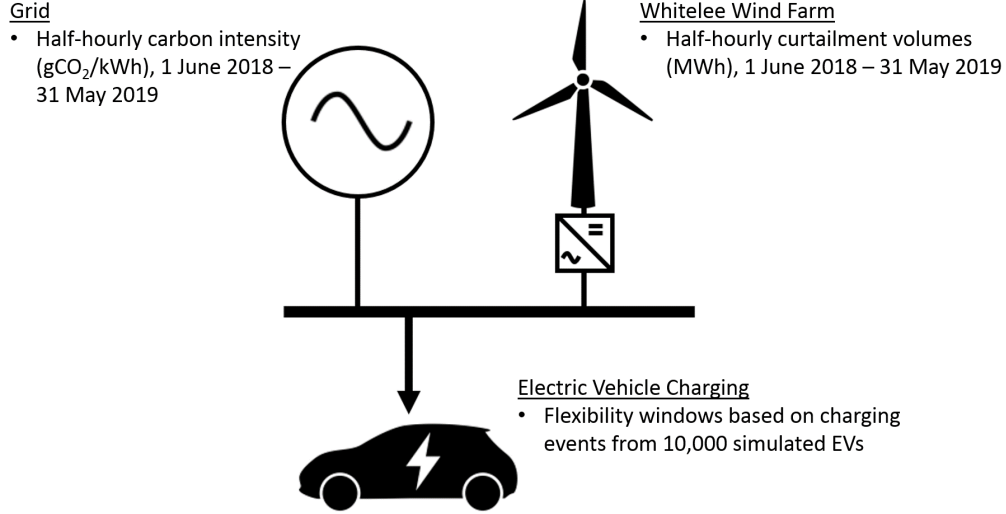 Grid
• Half-hourly carbon intensity
(gCO₂/kWh), 1 June 2018 –
31 May 2019
Whitelee Wind Farm
• Half-hourly curtailment volumes
(MWh), 1 June 2018 – 31 May 2019
Electric Vehicle Charging
• Flexibility windows based on charging
events from 10,000 simulated EVs